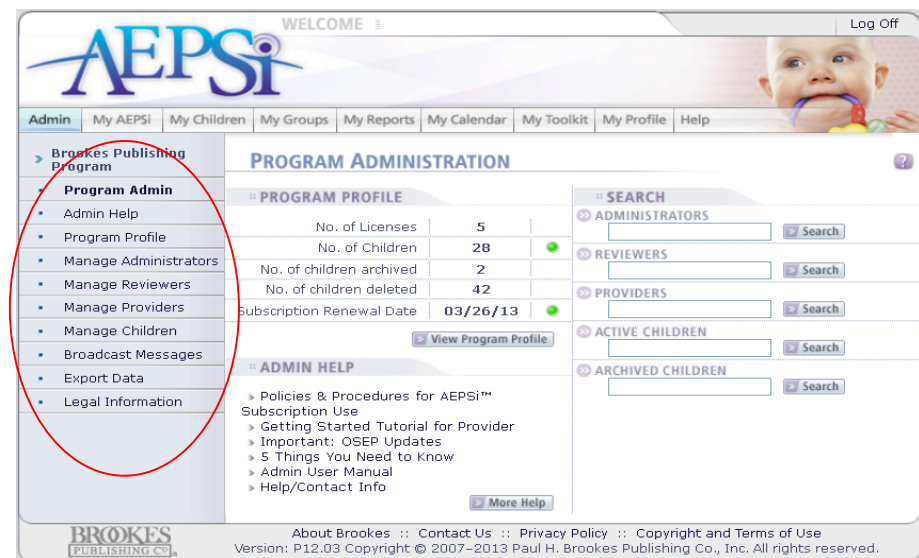 WELCOME
Log Off
AEPSi
Admin
My AEPSi
My Children
My Groups
My Reports
My Calendar
My Toolkit
My Profile
Help
Brookes Publishing
Program
Program Admin
Admin Help
Program Profile
Manage Administrators
Manage Reviewers
Manage Providers
Manage Children
Broadcast Messages
Export Data
Legal Information
PROGRAM ADMINISTRATION
?
PROGRAM PROFILE
No. of Licenses 5
No. of Children 28
No. of children archived 2
No. of children deleted 42
Subscription Renewal Date 03/26/13
View Program Profile
ADMIN HELP
» Policies & Procedures for AEPSi™
Subscription Use
» Getting Started Tutorial for Provider
» Important: OSEP Updates
» 5 Things You Need to Know
» Admin User Manual
» Help/Contact Info
More Help
SEARCH
ADMINISTRATORS
Search
REVIEWERS
Search
PROVIDERS
Search
ACTIVE CHILDREN
Search
ARCHIVED CHILDREN
Search
BROOKES
PUBLISHING CO®
About Brookes :: Contact Us :: Privacy Policy :: Copyright and Terms of Use
Version: P12.03 Copyright © 2007–2013 Paul H. Brookes Publishing Co., Inc. All rights reserved.